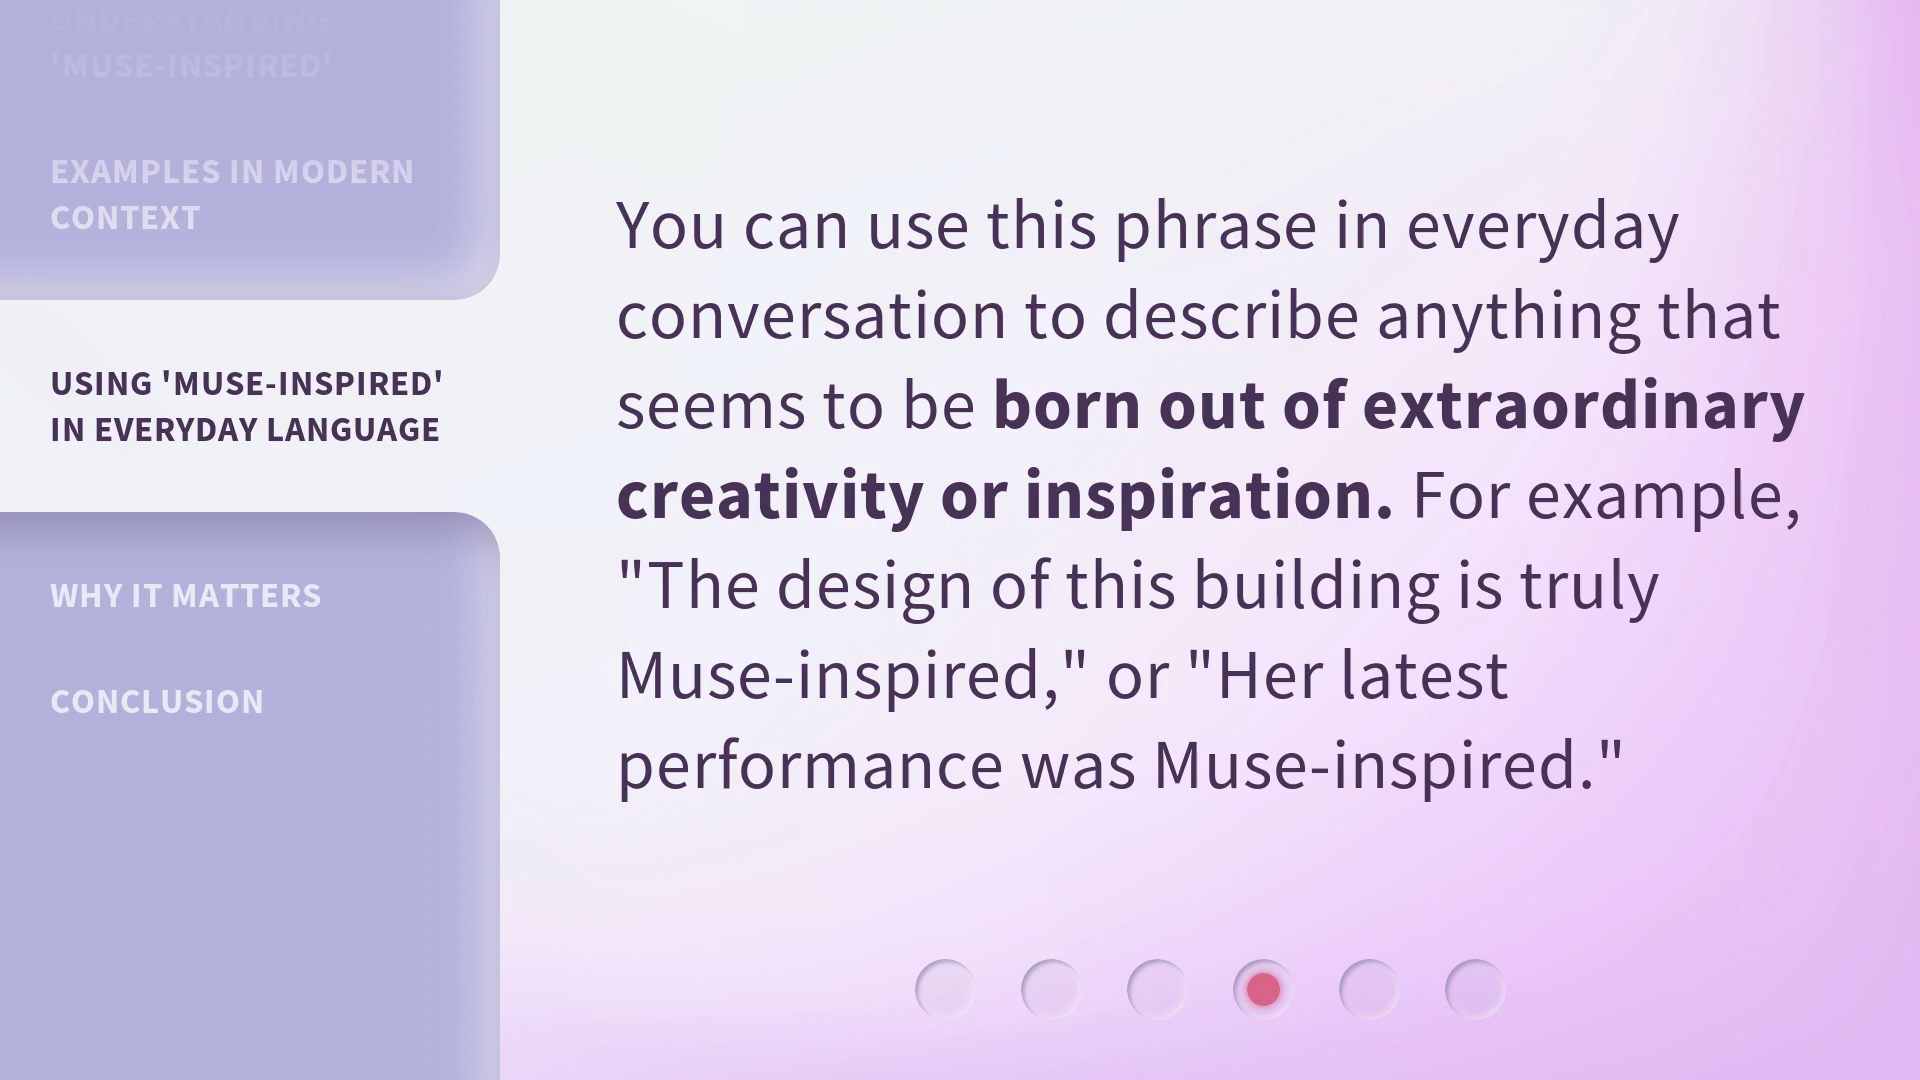 UNDERSTANDING
'MUSE-INSPIRED'
EXAMPLES IN MODERN
CONTEXT
USING 'MUSE-INSPIRED'
IN EVERYDAY LANGUAGE
WHY IT MATTERS
CONCLUSION
You can use this phrase in everyday
conversation to describe anything that
seems to be born out of extraordinary
creativity or inspiration. For example,
"The design of this building is truly
Muse-inspired," or "Her latest
performance was Muse-inspired."